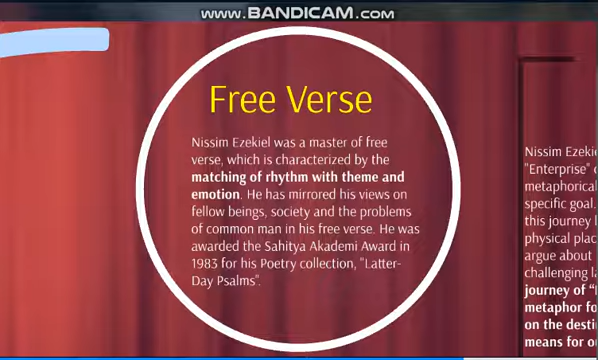 www.BANDICAM.com
Free Verse
Nissim Ezekiel was a master of free
verse, which is characterized by the
matching of rhythm with theme and
emotion. He has mirrored his views on
fellow beings, society and the problems
of common man in his free verse. He was
awarded the Sahitya Akademi Award in
1983 for his Poetry collection, "Latter-
Day Psalms".
Nissim
"Enterprise"
metaphorical
specific goal.
this journey
physical
argue about
challenging
journey of
metaphor
on the
means for